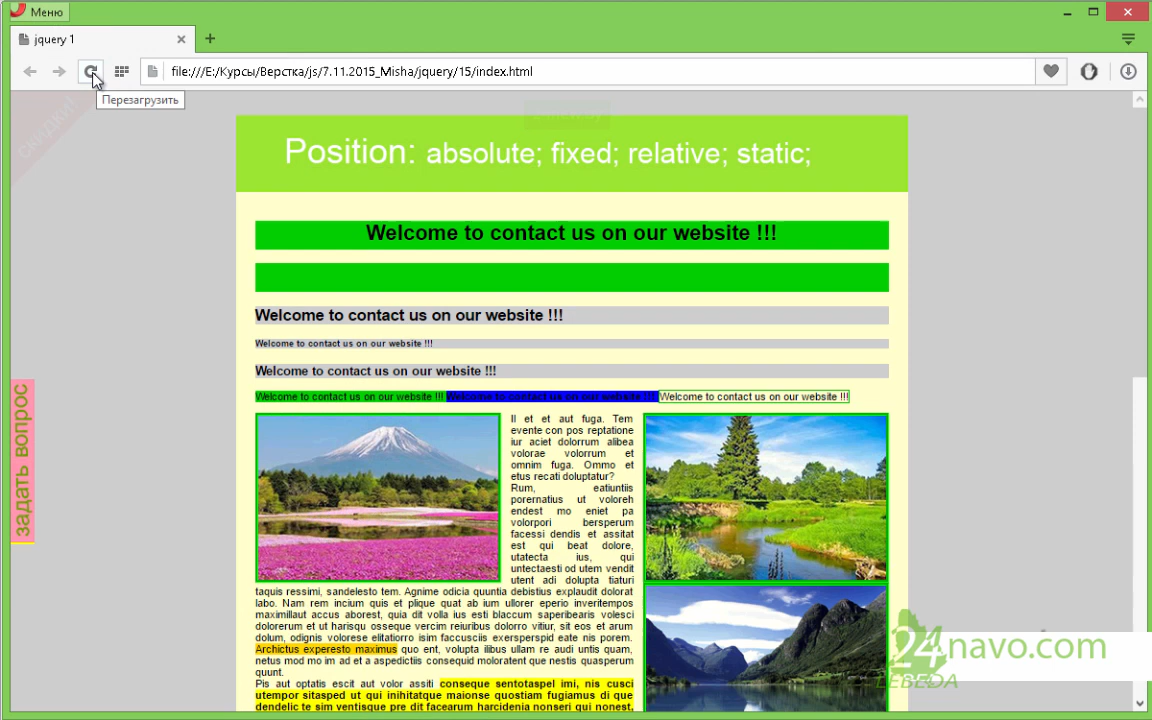 Меню
jquery 1
file:///E:/Курсы/Верстка/js/7.11.2015_Misha/jquery/15/index.html
Перезагрузить
СКИДКИ!
Position: absolute; fixed; relative; static;
Welcome to contact us on our website !!!
Welcome to contact us on our website !!!
Welcome to contact us on our website !!!
Welcome to contact us on our website !!!
Welcome to contact us on our website !!! Welcome to contact us on our website !!! Welcome to contact us on our website !!!
задать вопрос
Il et et aut fuga. Tem
evente con pos reptatione
iur aciet dolorrum alibea
volorae volorrum et
omnim fuga. Ommo et
etus recati doluptatur?
Rum, eatiuntiis
porernatius ut voloreh
endest mo eniet pa
volorpori bersperum
facessi dendis et assitat
est qui beat dolore,
utatecta ius, qui
untectaesti od utem vendit
utent adi dolupta tiaturi
taquis ressimi, sandelesto tem. Agnime odicia quuntia debistius explaudit dolorat
labo. Nam rem incium quis et plique quat ab ium ullorer eperio inveritempos
maximillaut accus aborest, quia dit volla ius esti blaccum saperibearis volesci
dolorerum et ut harisqu osseque vercim reiuribus dolorro vitiur, sit eos et arum
dolum, odignis volorese elitatiorro isim faccusciis exersperspid eate nis porem.
Archictus experesto maximus quo ent, volupta ilibus ullam re audi untis quam,
netus mod mo im ad et a aspedictiis consequid moloratent que nestis quasperum
quunt.
Pis aut optatis escit aut volor assiti conseque sentotaspel imi, nis cusci
utempor sitasped ut qui inihitatque maionse quostiam fugiamus di que
dendelic te sim ventisque pre dit facearum harcidenia nonseri qui nonest,
24navo.com
LEBEDA